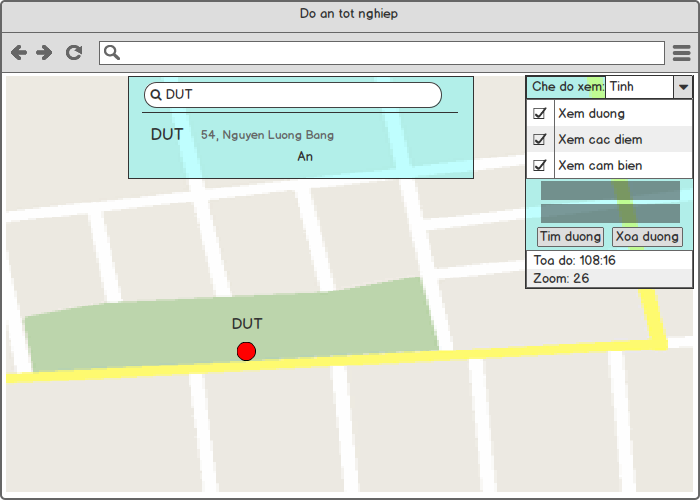 Do an tot nghiep
DUT
DUT 54, Nguyen Luong Bang
An
Che do xem: Tinh
Xem duong
Xem cac diem
Xem cam bien
Tim duong Xoa duong
Toa do: 108:16
Zoom: 26
DUT